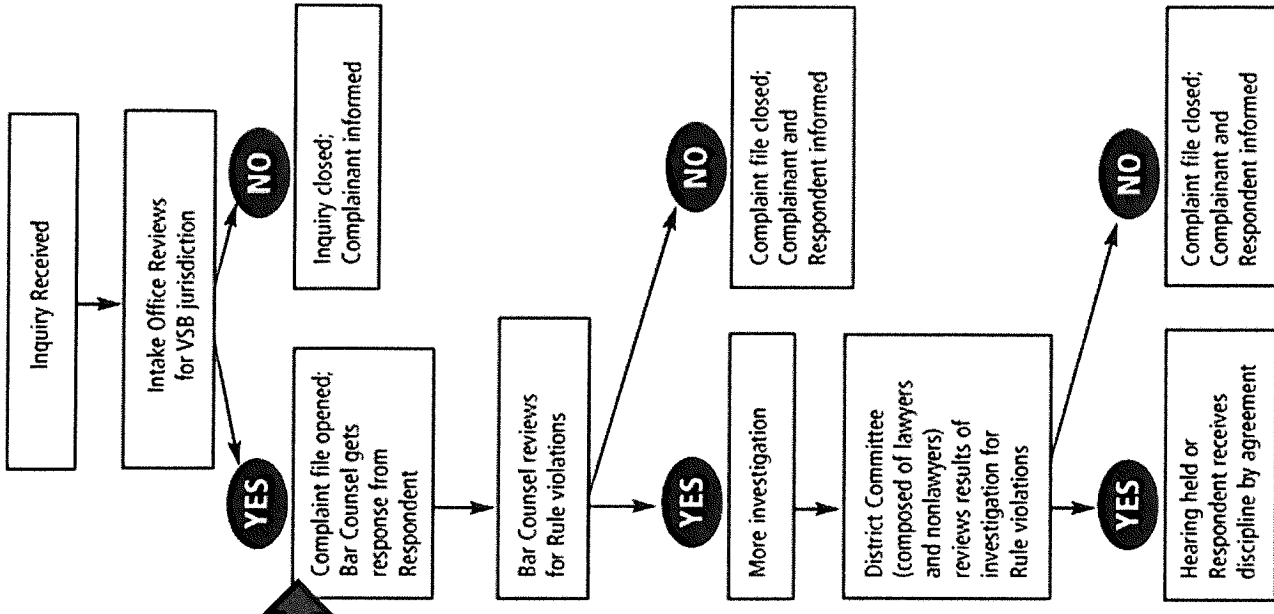 Inquiry Received
Intake Office Reviews
for VSB jurisdiction
YES
NO
Complaint file opened;
Bar Counsel gets
response from
Respondent
Inquiry closed;
Complainant informed
Bar Counsel reviews
for Rule violations
YES
NO
More investigation
Complaint file closed;
Complainant and
Respondent informed
District Committee
(composed of lawyers
and nonlawyers)
reviews results of
investigation for
Rule violations
YES
NO
Hearing held or
Respondent receives
discipline by agreement
Complaint file closed;
Complainant and
Respondent informed